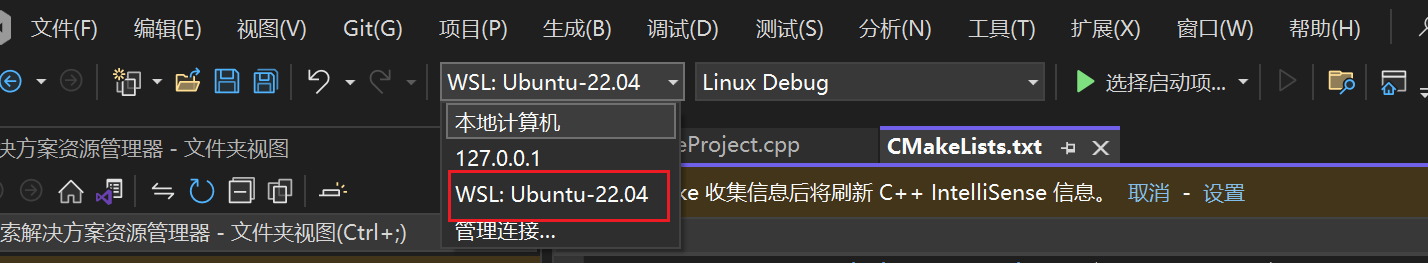 文件(F) 编辑(E) 视图(V) Git(G) 项目(P) 生成(B) 调试(D) 测试(S) 分析(N) 工具(T) 扩展(X) 窗口(W) 帮助(H)
WSL: Ubuntu-22.04 Linux Debug 选择启动项...
本地计算机
解决方案资源管理器 - 文件夹视图 eProject.cpp CMakeLists.txt
127.0.0.1
WSL: Ubuntu-22.04 ke 收集信息后将刷新 C++ IntelliSense 信息。 取消 - 设置
管理连接...
索解决方案资源管理器 - 文件夹视图(Ctrl+;)